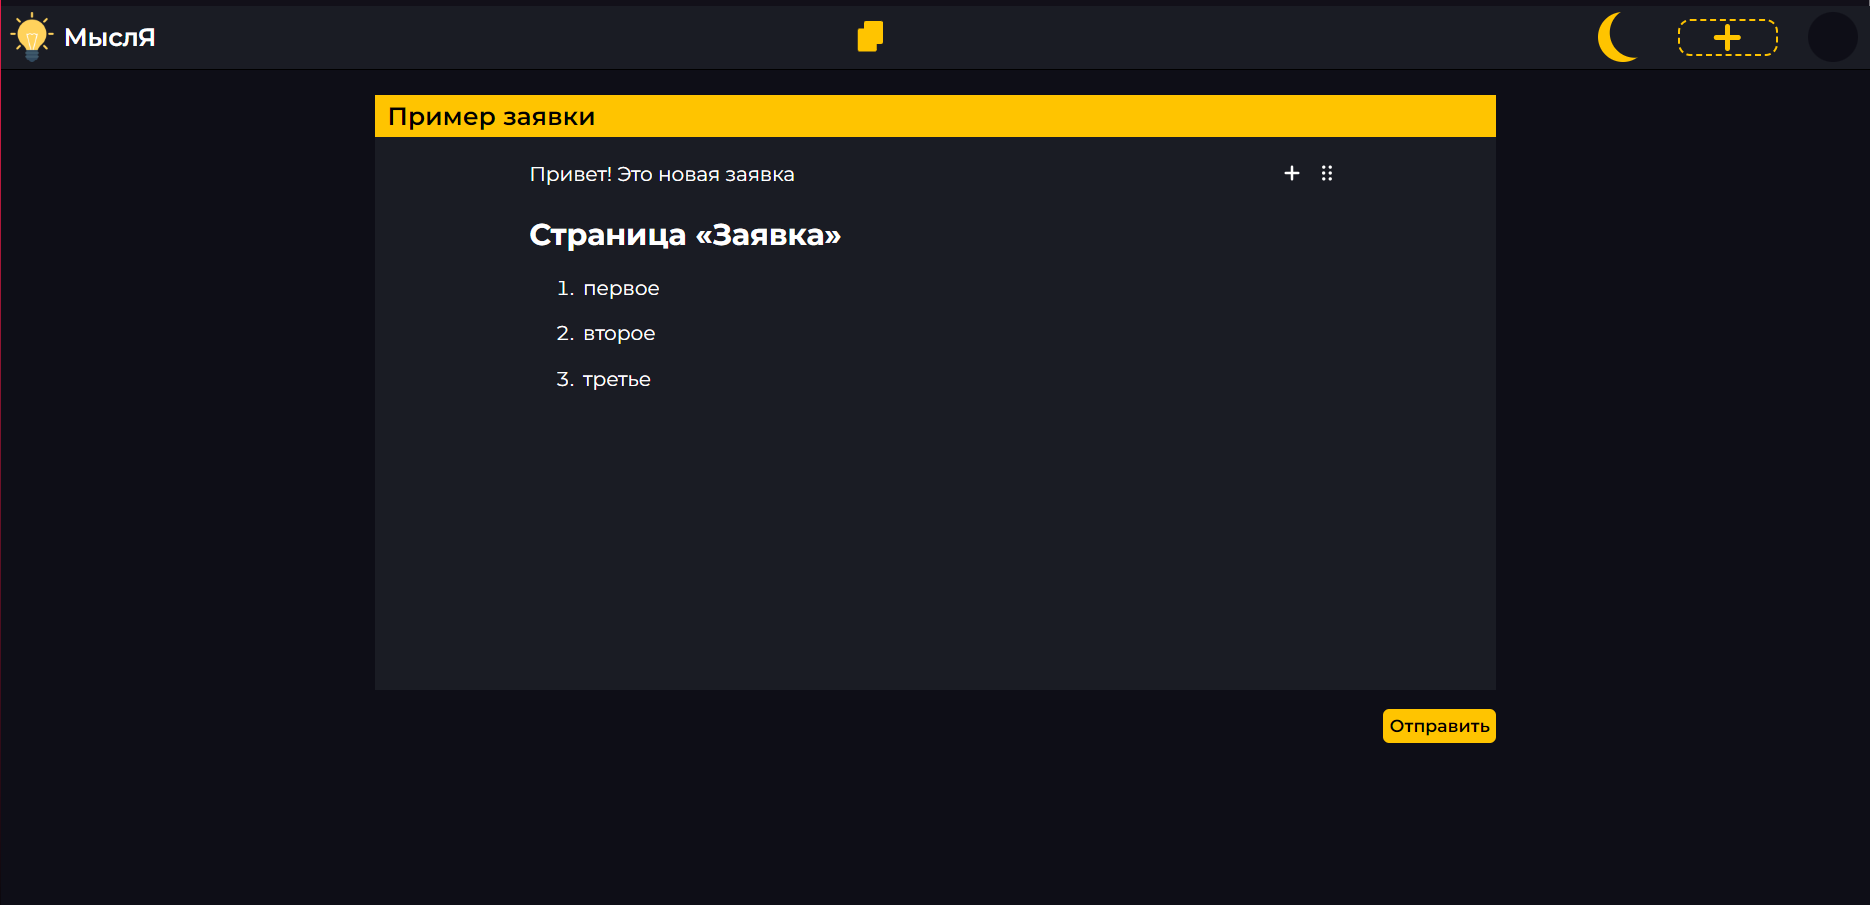 МыслЯ
Пример заявки
Привет! Это новая заявка
Страница «Заявка»
1. первое
2. второе
3. третье
Отправить